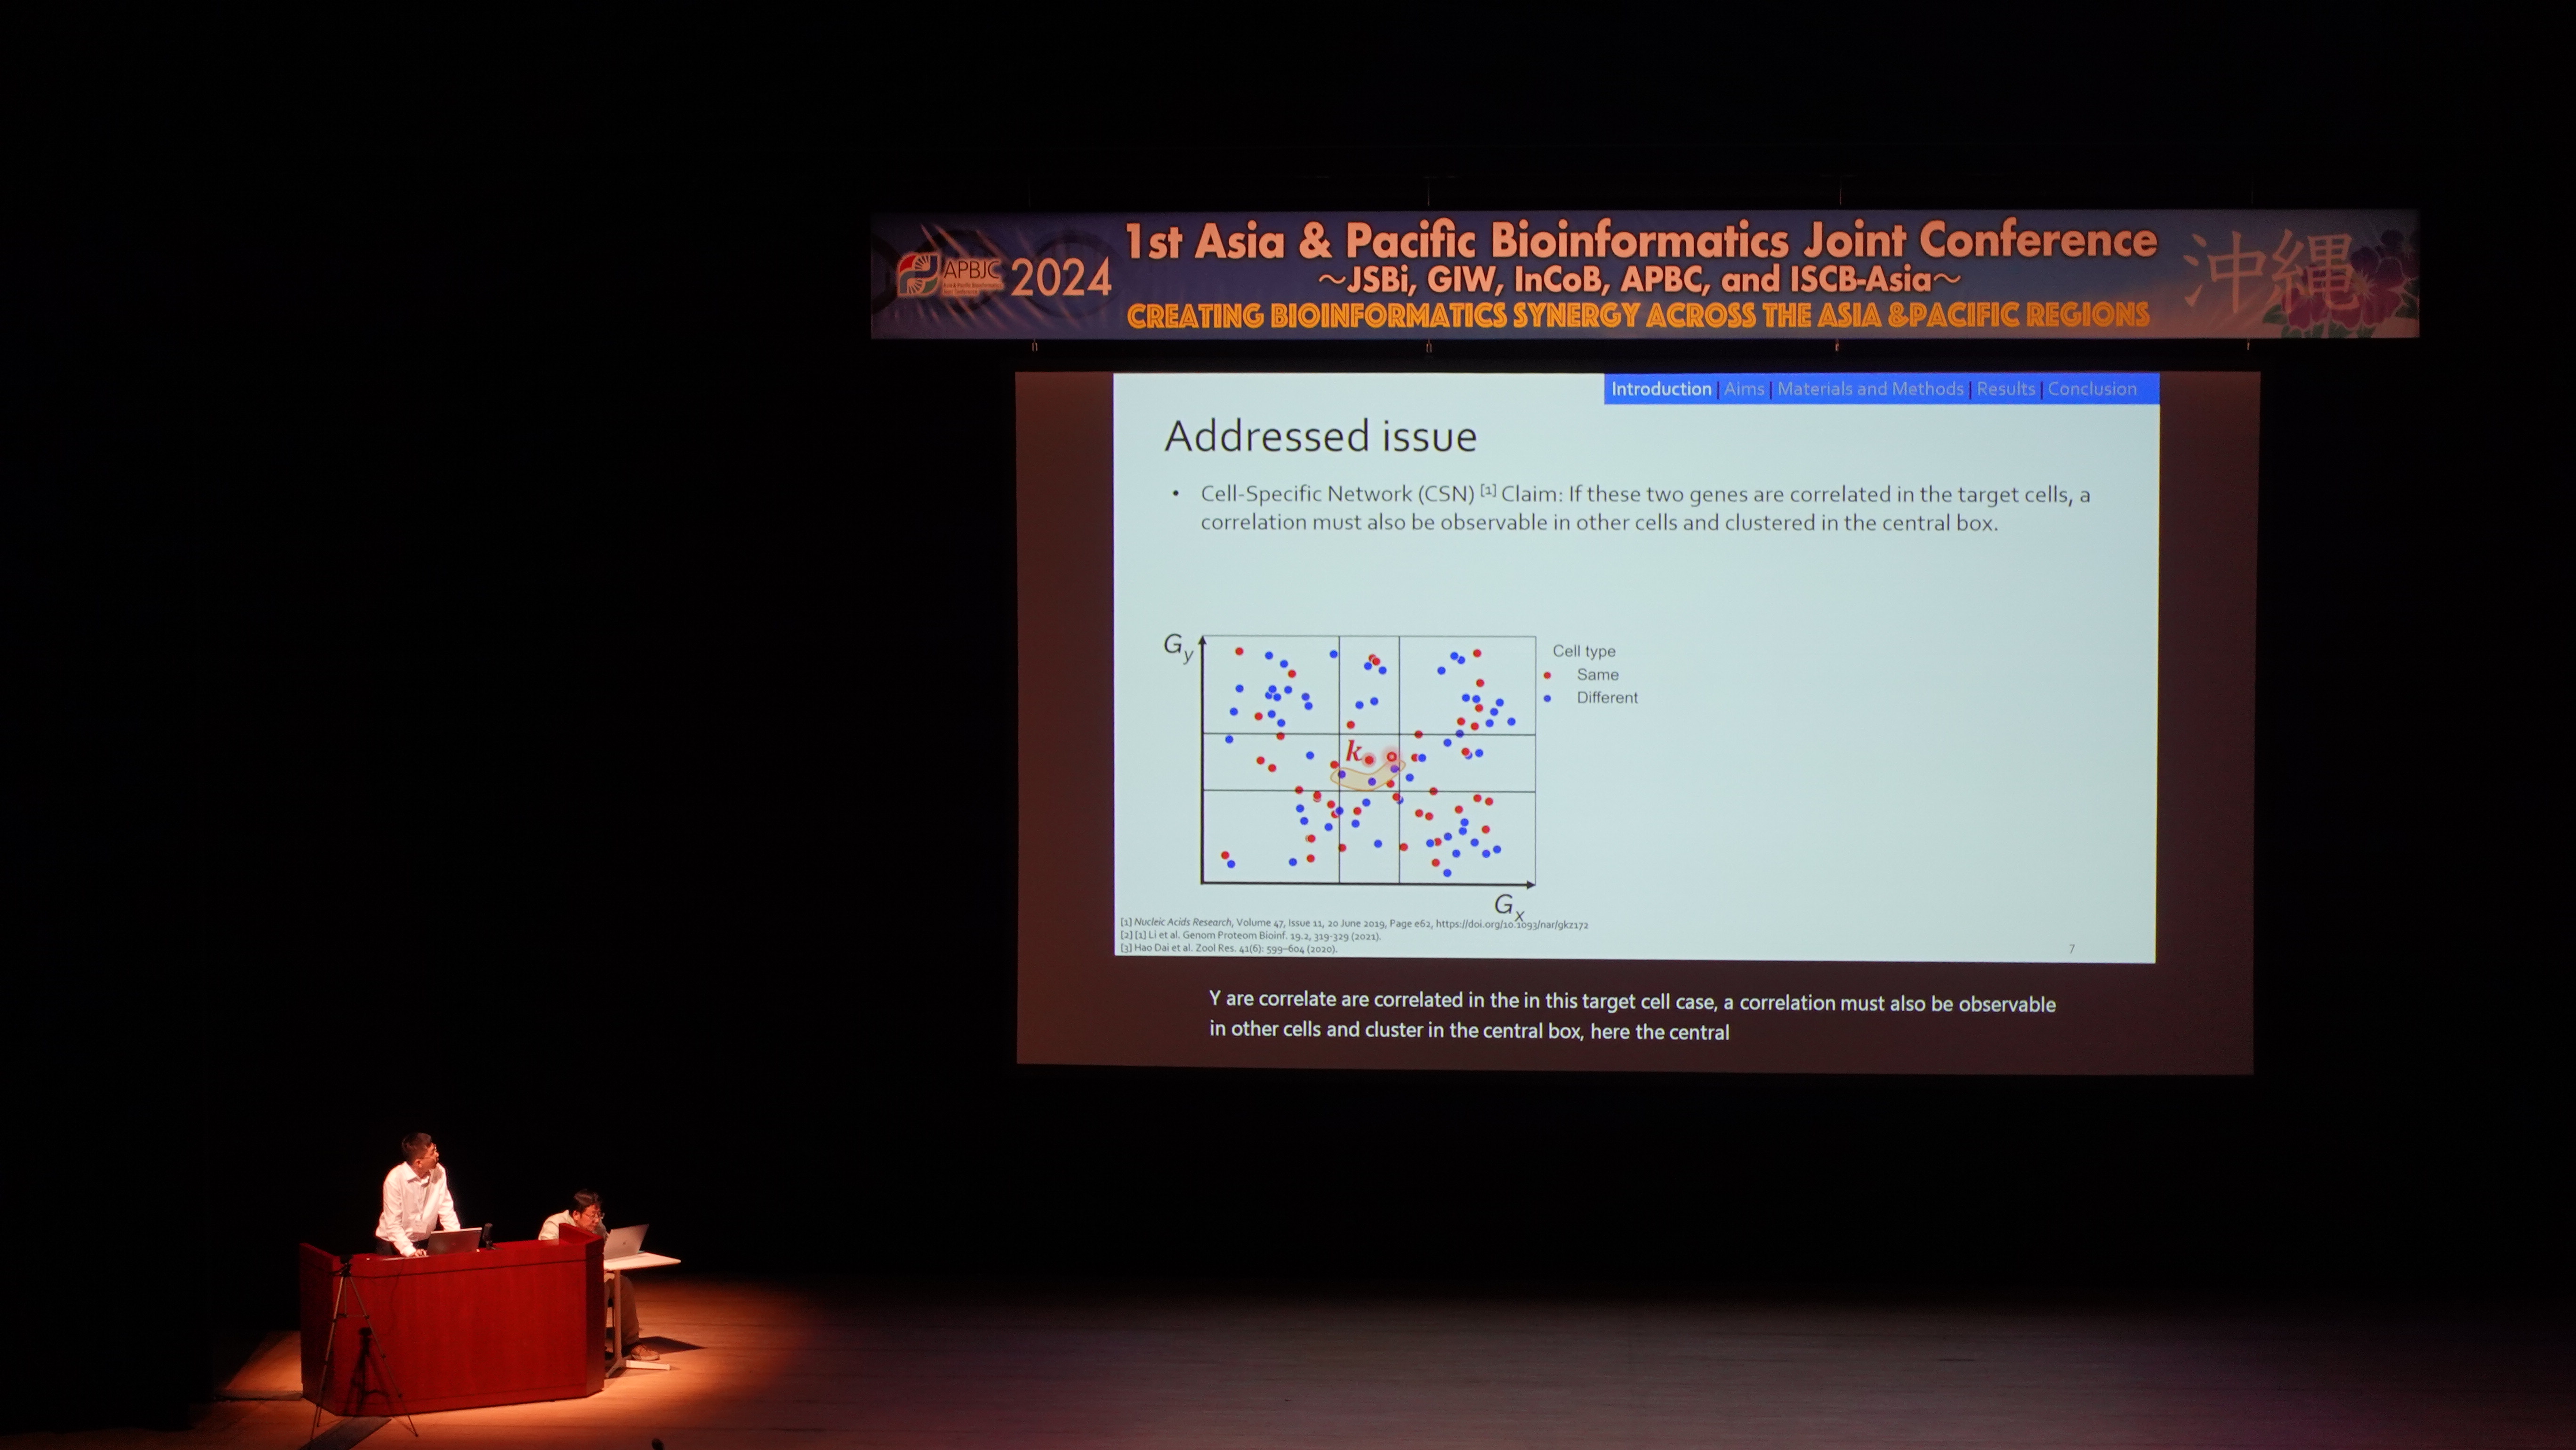 APBJC
2024
1st Asia & Pacific Bioinformatics Joint Conference
~JSBi, GIW, InCoB, APBC, and ISCB-Asia~
CREATING BIOINFORMATICS SYNERGY ACROSS THE ASIA &PACIFIC REGIONS
沖縄
Introduction | Aims | Materials and Methods | Results | Conclusion
Addressed issue
• Cell-Specific Network (CSN) [1] Claim: If these two genes are correlated in the target cells, a
correlation must also be observable in other cells and clustered in the central box.
Gy
Cell type
Same
Different
k
Gx
[1] Nucleic Acids Research, Volume 47, Issue 11, 20 June 2019, Page e62, https://doi.org/10.1093/nar/gkz172
[2] [1] Li et al. Genom Proteom Bioinf. 19.2, 319-329 (2021).
[3] Hao Dai et al. Zool Res. 41(6): 599–604 (2020).
7
Y are correlate are correlated in the in this target cell case, a correlation must also be observable
in other cells and cluster in the central box, here the central